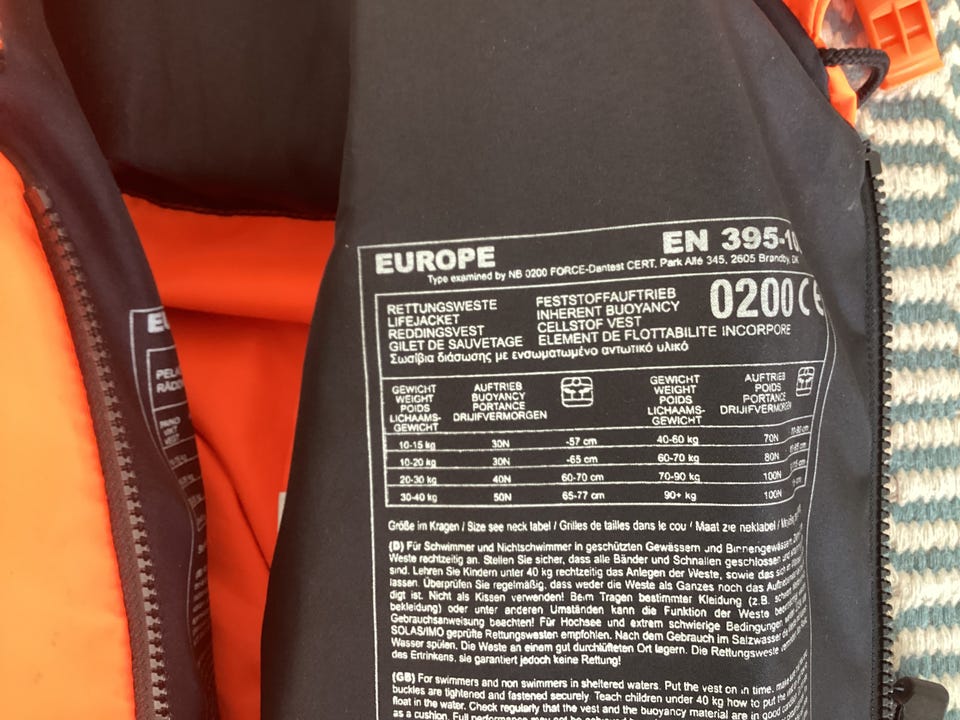 EUROPE
EN 395-10
Type examined by NB 0200 FORCE-Dantest CERT, Park Allé 345, 2605 Brøndby, DK
RETTUNGSWESTE FESTSTOFFAUFTRIEB
LIFEJACKET INHERENT BUOYANCY
REDDINGSVEST CELLSTOF VEST
GILET DE SAUVETAGE ELEMENT DE FLOTTABILITE INCORPORE
Σωσίβια διάσωσης με ενσωματωμένο αντωτικό υλικό
0200 CE
GEWICHT AUFTRIEB GEWICHT AUFTRIEB
WEIGHT BUOYANCY WEIGHT POIDS
POIDS PORTANCE POIDS PORTANCE
LICHAAMS- DRIJFVERMORGEN LICHAAMS- DRIJFVERMORGEN
GEWICHT GEWICHT
10-15 kg 30N -57 cm 40-60 kg 70N
10-20 kg 30N -65 cm 60-70 kg 80N
20-30 kg 40N 60-70 cm 70-90 kg 100N
30-40 kg 50N 65-77 cm 90+ kg 100N
Größe im Kragen / Size see neck label / Grilles de tailles dans le cou / Maat zie neklabel /
(D) Für Schwimmer und Nichtschwimmer in geschützten Gewässern und Binnengewässern
Weste rechtzeitig an. Stellen Sie sicher, dass alle Bänder und Schnallen geschlossen und
sind. Lehren Sie Kindern unter 40 kg rechtzeitig das Anlegen der Weste, sowie das
lassen. Überprüfen Sie regelmäßig, dass weder die Weste als Ganzes noch das
digt ist. Nicht als Kissen verwenden! Beim Tragen bestimmter Kleidung (z.B.
bekleidung) oder unter anderen Umständen kann die Funktion der Weste
Gebrauchsanweisung beachten! Für Hochsee und extrem schwierige Bedingungen
SOLAS/IMO geprüfte Rettungswesten empfohlen. Nach dem Gebrauch im Salzwasser
Wasser spülen. Die Weste an einem gut durchlüfteten Ort lagern. Die Rettungsweste
des Ertrinkens, sie garantiert jedoch keine Rettung!
(GB) For swimmers and non swimmers in sheltered waters. Put the vest on in time, make
buckles are tightened and fastened securely. Teach children under 40 kg how to put the
float in the water. Check regularly that the vest and the buoyancy material are in good
as a cushion. Full performance may not be